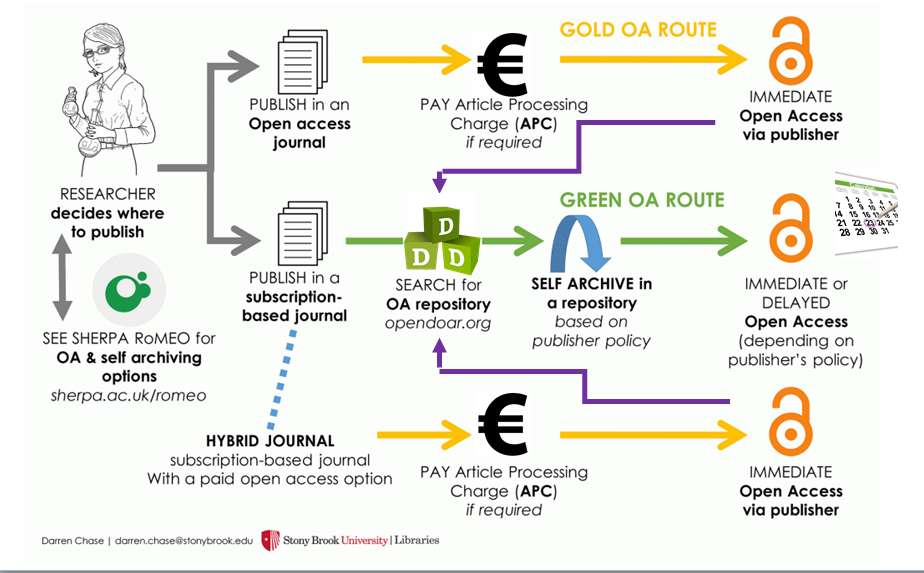 GOLD OA ROUTE
PUBLISH in an
Open access
journal
PAY Article Processing
Charge (APC)
if required
IMMEDIATE
Open Access
via publisher
RESEARCHER
decides where
to publish
GREEN OA ROUTE
PUBLISH in a
subscription-
based journal
D
D D
SEARCH for
OA repository
opendoar.org
SELF ARCHIVE in
a repository
based on
publisher policy
IMMEDIATE or
DELAYED
Open Access
(depending on
publisher's policy)
SEE SHERPA RoMEO for
OA & self archiving
options
sherpa.ac.uk/romeo
HYBRID JOURNAL
subscription-based journal
With a paid open access option
PAY Article Processing
Charge (APC)
if required
IMMEDIATE
Open Access
via publisher
Darren Chase | darren.chase@stonybrook.edu
Stony Brook University | Libraries